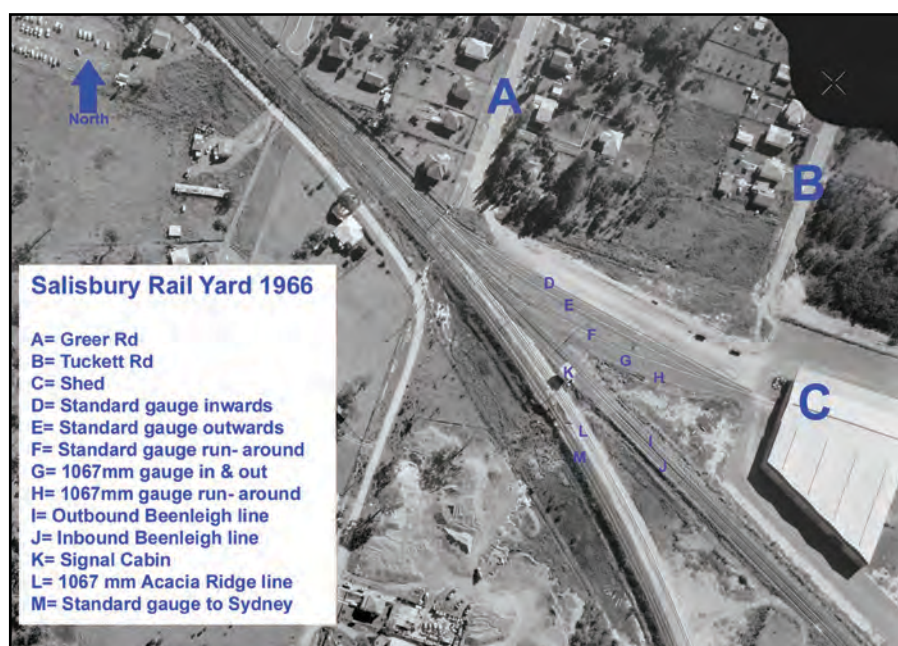 North
A
B
Salisbury Rail Yard 1966
A= Greer Rd
B= Tuckett Rd
C= Shed
D= Standard gauge inwards
E= Standard gauge outwards
F= Standard gauge run- around
G= 1067mm gauge in & out
H= 1067mm gauge run- around
I= Outbound Beenleigh line
J= Inbound Beenleigh line
K= Signal Cabin
L= 1067 mm Acacia Ridge line
M= Standard gauge to Sydney
D
E
F
G
K
H
C
L
I
M
J